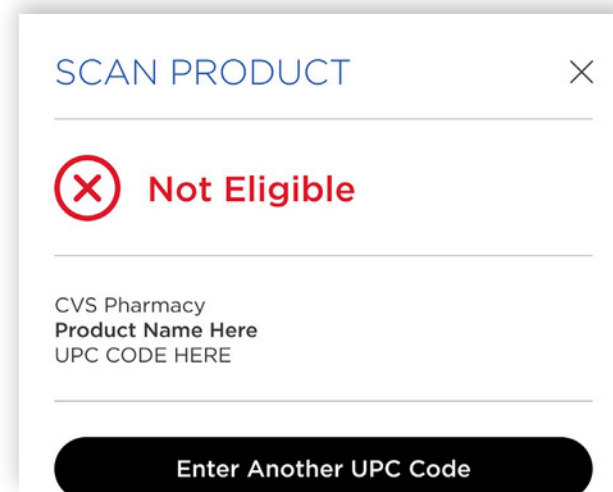 SCAN PRODUCT
Not Eligible
CVS Pharmacy
Product Name Here
UPC CODE HERE
Enter Another UPC Code